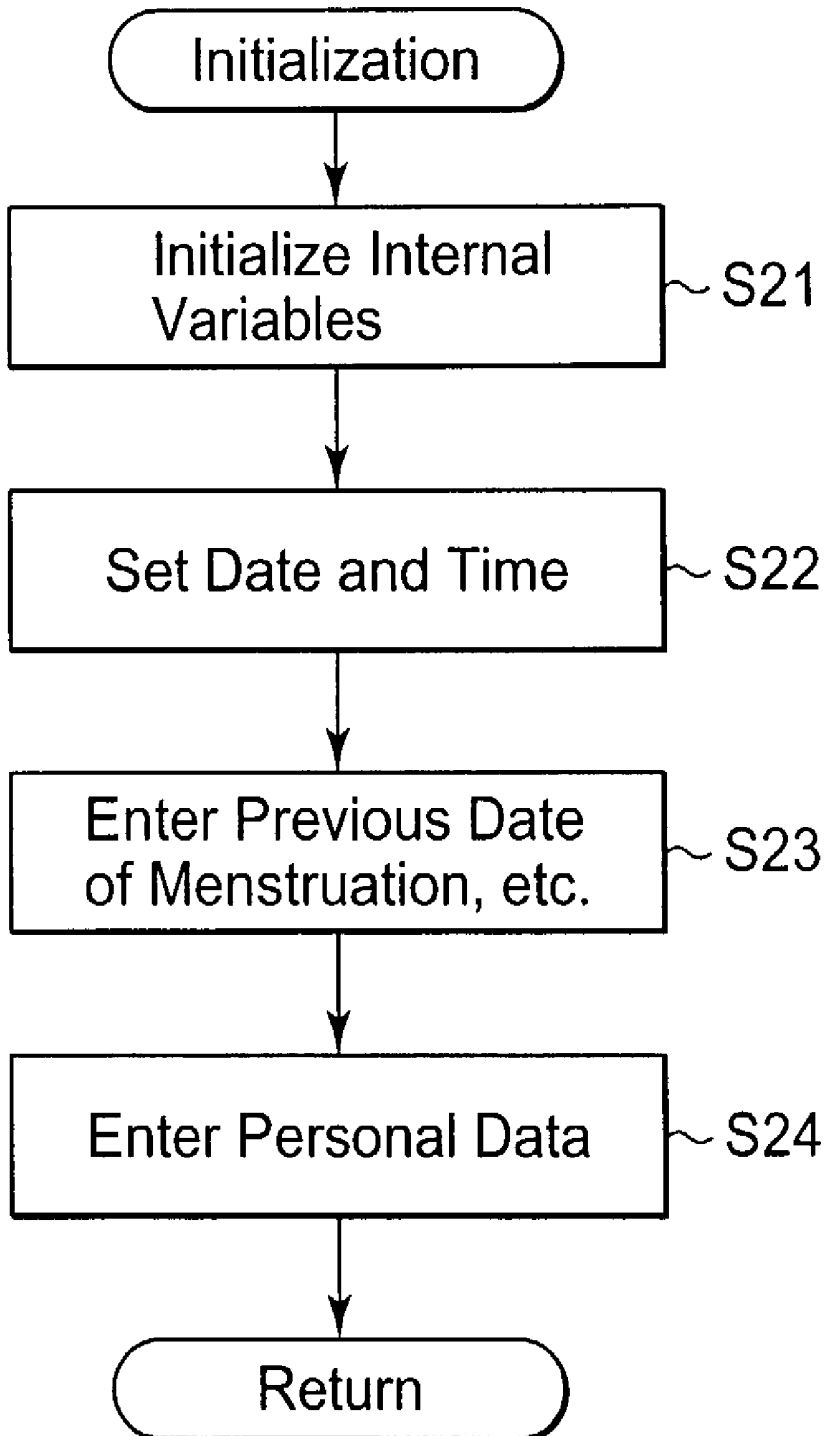 Initialization
Initialize Internal
Variables
S21
Set Date and Time
S22
Enter Previous Date
of Menstruation, etc.
S23
Enter Personal Data
S24
Return